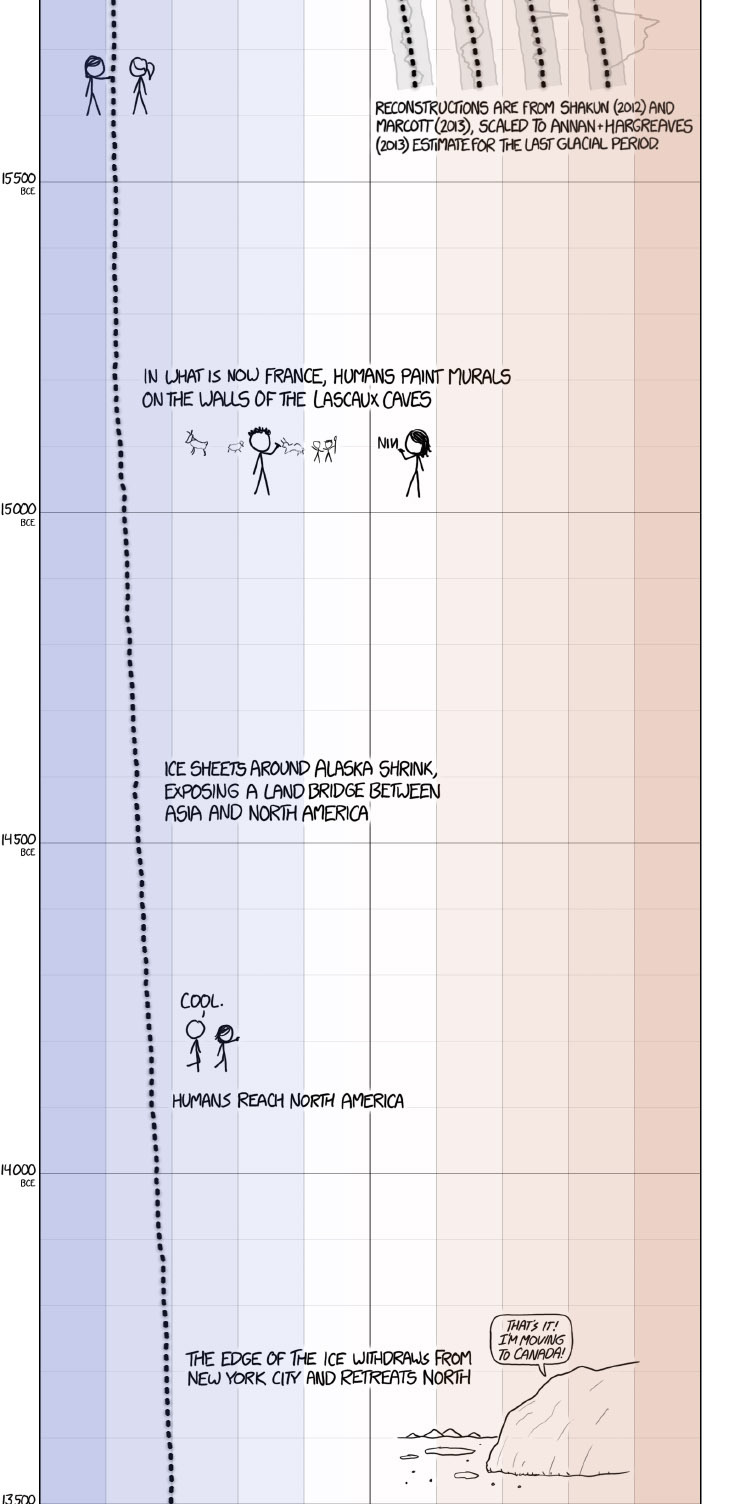 RECONSTRUCTIONS ARE FROM SHAKUN (2012) AND
MARCOTT (2013), SCALED TO ANNAN+HARGREAVES
(2013) ESTIMATE FOR THE LAST GLACIAL PERIOD.
15500
BCE
IN WHAT IS NOW FRANCE, HUMANS PAINT MURALS
ON THE WALLS OF THE LASCAUX CAVES
NIN
15000
BCE
ICE SHEETS AROUND ALASKA SHRINK,
EXPOSING A LAND BRIDGE BETWEEN
ASIA AND NORTH AMERICA
14500
BCE
COOL.
HUMANS REACH NORTH AMERICA
14000
BCE
THAT'S IT!
I'M MOVING
TO CANADA!
THE EDGE OF THE ICE WITHDRAWS FROM
NEW YORK CITY AND RETREATS NORTH
13500